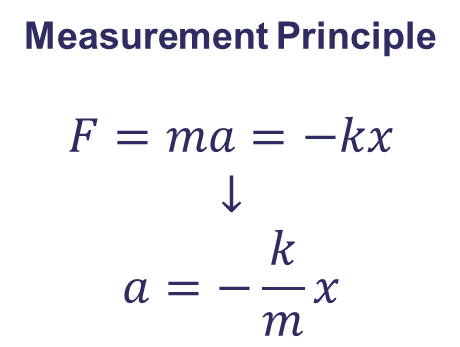 Measurement Principle
F = ma = −kx
↓
a = − k/m x